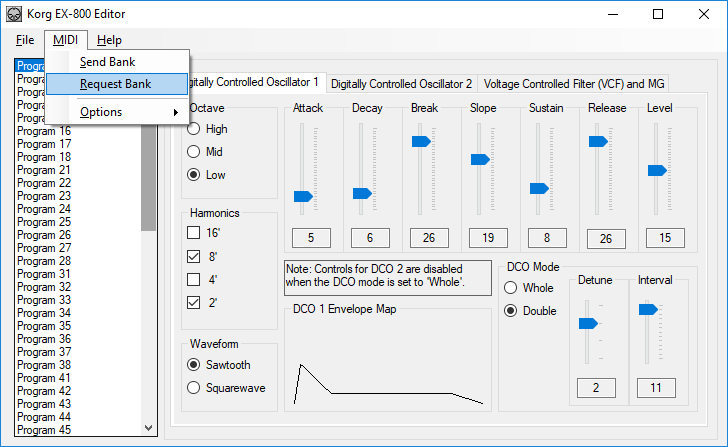 Korg EX-800 Editor
File MIDI Help
Send Bank
Request Bank
Options
Program 16
Program 17
Program 18
Program 21
Program 22
Program 23
Program 24
Program 25
Program 26
Program 27
Program 28
Program 31
Program 32
Program 33
Program 34
Program 35
Program 36
Program 37
Program 38
Program 41
Program 42
Program 43
Program 44
Program 45
Controlled Oscillator 1 Digitally Controlled Oscillator 2 Voltage Controlled Filter (VCF) and MG
Octave
High
Mid
Low
Harmonics
16'
8'
4'
2'
Waveform
Sawtooth
Squarewave
Attack Decay Break Slope Sustain Release Level
5 6 26 19 8 26 15
Note: Controls for DCO 2 are disabled
when the DCO mode is set to 'Whole'.
DCO 1 Envelope Map
DCO Mode
Whole
Double
Detune Interval
2 11